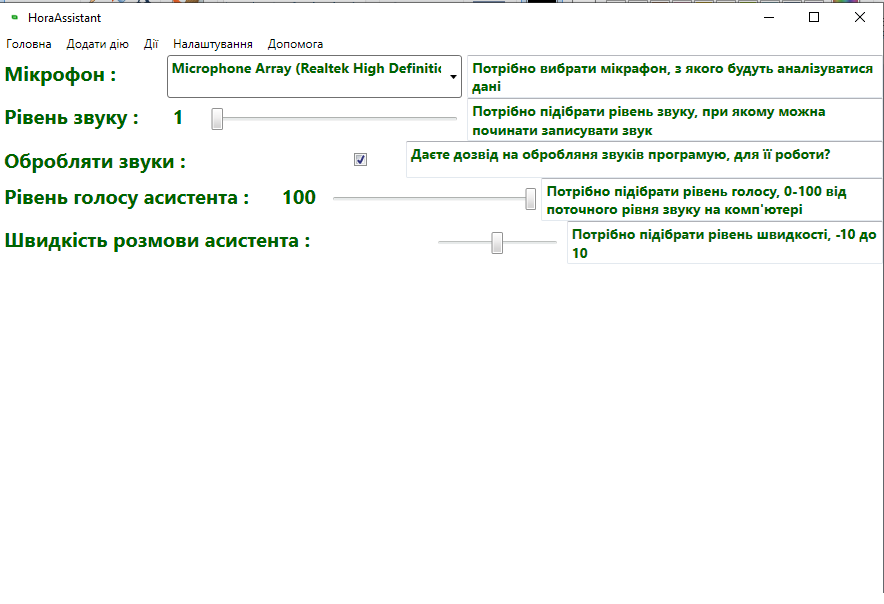 HoraAssistant
Головна Додати дію Дії Налаштування Допомога
Мікрофон :
Microphone Array (Realtek High Definitic
Потрібно вибрати мікрафон, з якого будуть аналізуватися
дані
Рівень звуку : 1
Потрібно підібрати рівень звуку, при якому можна
починати записувати звук
Обробляти звуки :
Даєте дозвід на обробляня звуків програмую, для її роботи?
Рівень голосу асистента : 100
Потрібно підібрати рівень голосу, 0-100 від
поточного рівня звуку на комп'ютері
Швидкість розмови асистента :
Потрібно підібрати рівень швидкості, -10 до
10